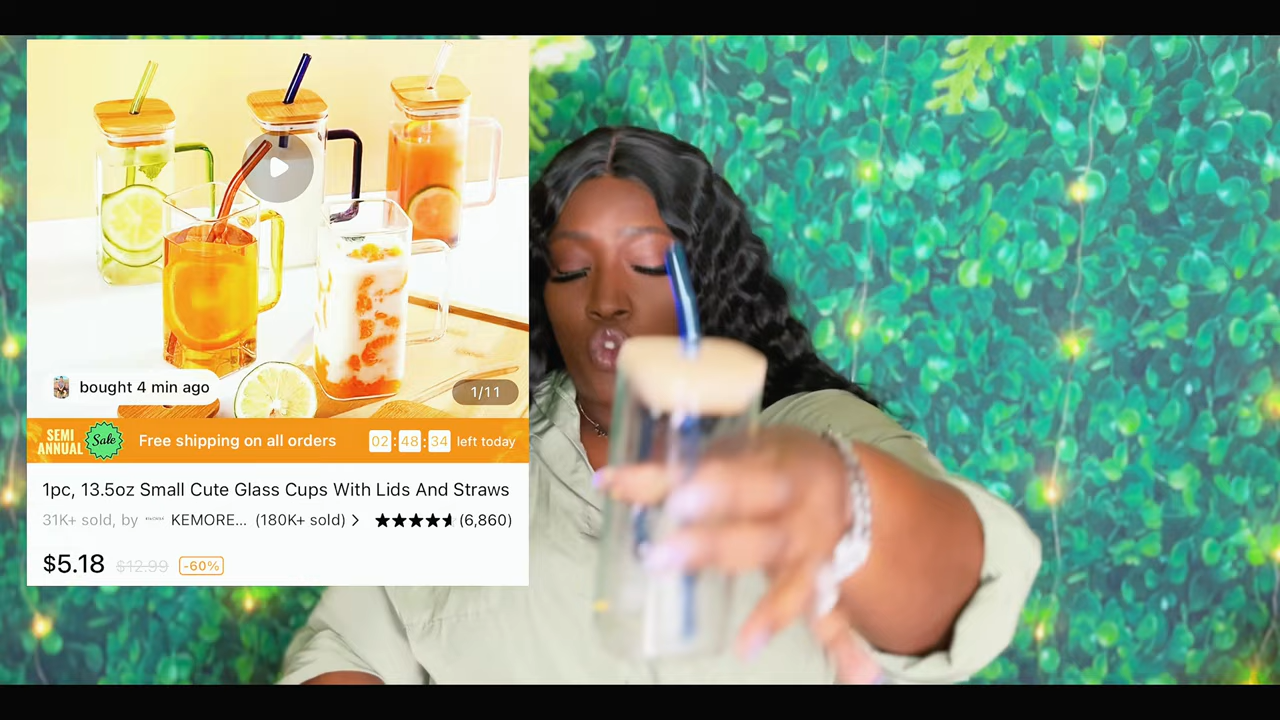 bought 4 min ago
1/11
SEMI
ANNUAL
Sale
Free shipping on all orders
02:48:34 left today
1pc, 13.5oz Small Cute Glass Cups With Lids And Straws
31K+ sold, by KEMORE... (180K+ sold) > (6,860)
$5.18 $12.99 -60%